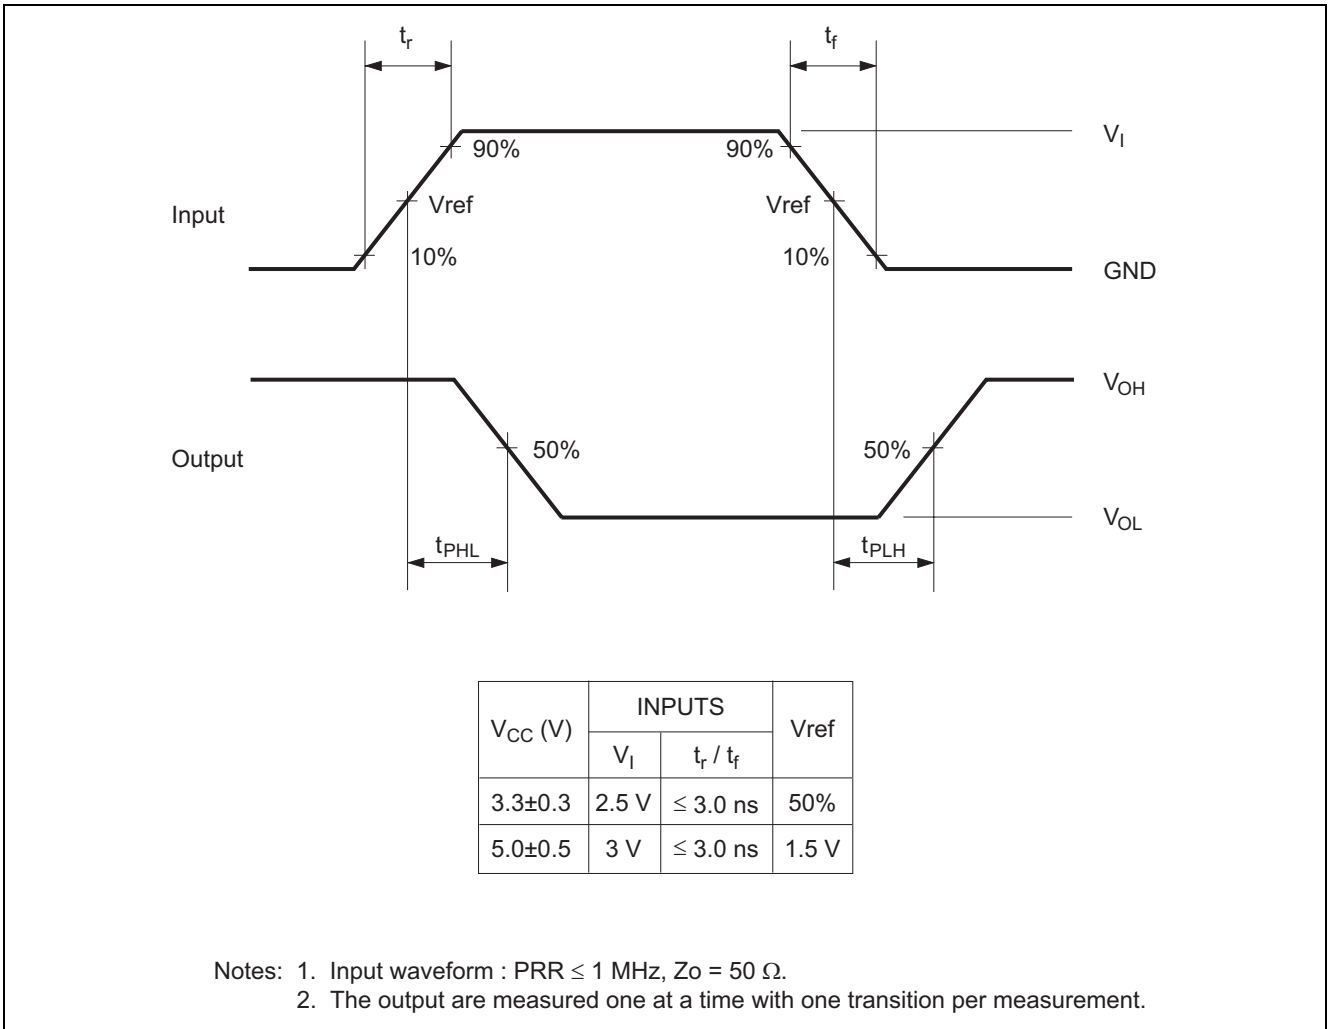 tr
tf
90%
90%
VI
Input
Vref
Vref
10%
10%
GND
VOH
Output
50%
50%
VOL
tPHL
tPLH
VCC (V)
INPUTS
Vref
VI
tr / tf
3.3±0.3 2.5 V ≤ 3.0 ns 50%
5.0±0.5 3 V ≤ 3.0 ns 1.5 V
Notes: 1. Input waveform : PRR ≤ 1 MHz, Zo = 50 Ω.
2. The output are measured one at a time with one transition per measurement.